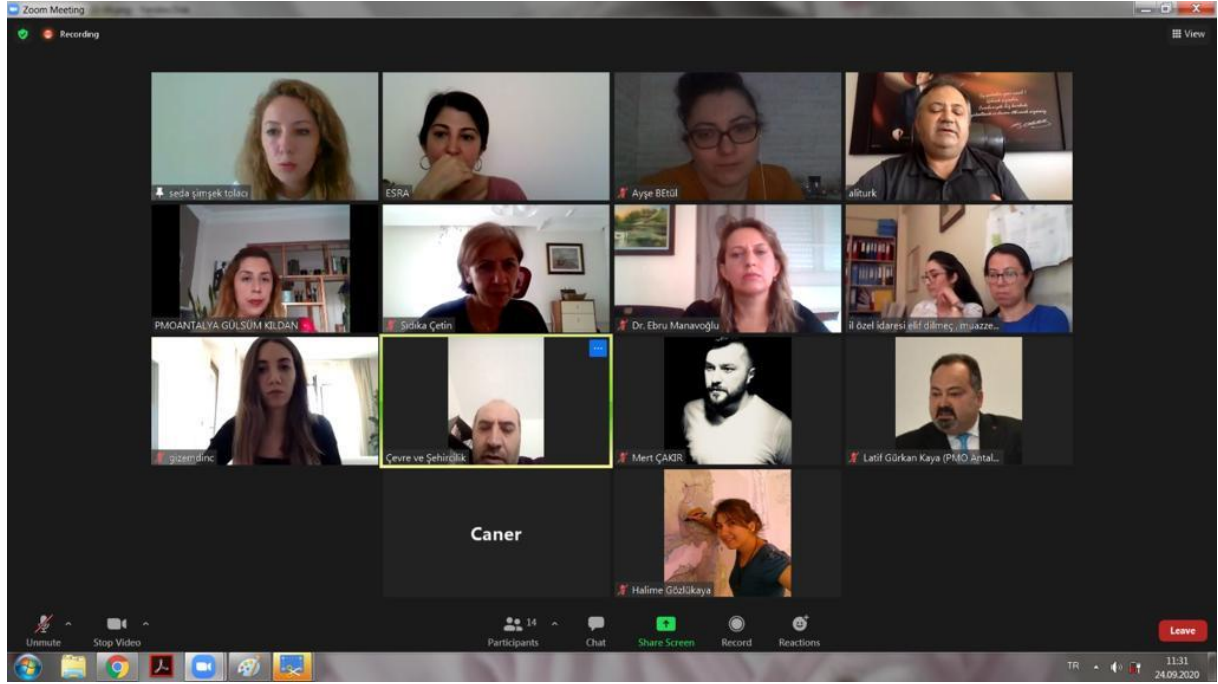 Zoom Meeting
Recording
View
seda şimşek tolacı
ESRA
Ayşe BEtül
aliturk
PMOANTALYA GÜLSÜM KILDAN
Sıdıka Çetin
Dr. Ebru Manavoğlu
il özel idaresi elif dilmeç , muazze...
gizemdinc
Çevre ve Şehircilik
Mert ÇAKIR
Latif Gürkan Kaya (PMO Antal...
Caner
Halime Gözlükaya
Unmute
Stop Video
14
Participants
Chat
Share Screen
Record
Reactions
Leave
TR
11:31
24.09.2020